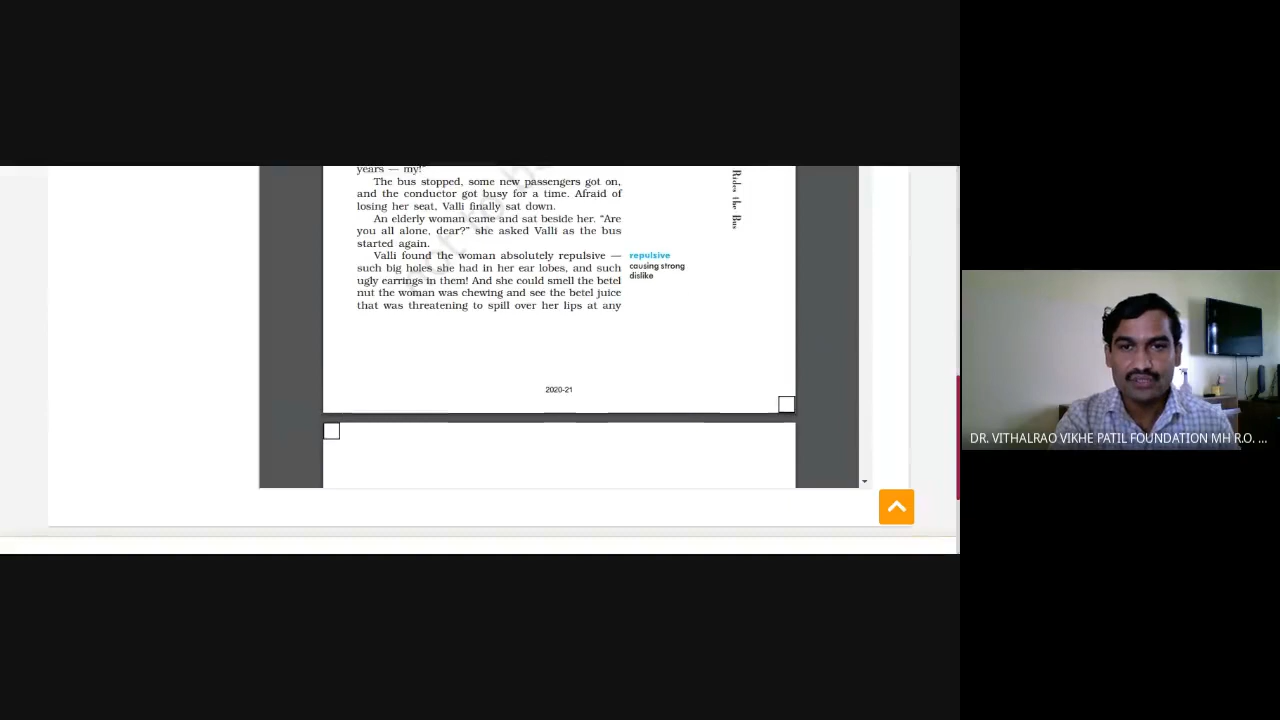 years — my!"
The bus stopped, some new passengers got on,
and the conductor got busy for a time. Afraid of
losing her seat, Valli finally sat down.
An elderly woman came and sat beside her. “Are
you all alone, dear?” she asked Valli as the bus
started again.
Valli found the woman absolutely repulsive —
such big holes she had in her ear lobes, and such
ugly earrings in them! And she could smell the betel
nut the woman was chewing and see the betel juice
that was threatening to spill over her lips at any
repulsive
causing strong
dislike
Rides the Bus
2020-21
DR. VITHALRAO VIKHE PATIL FOUNDATION MH R.O. ...